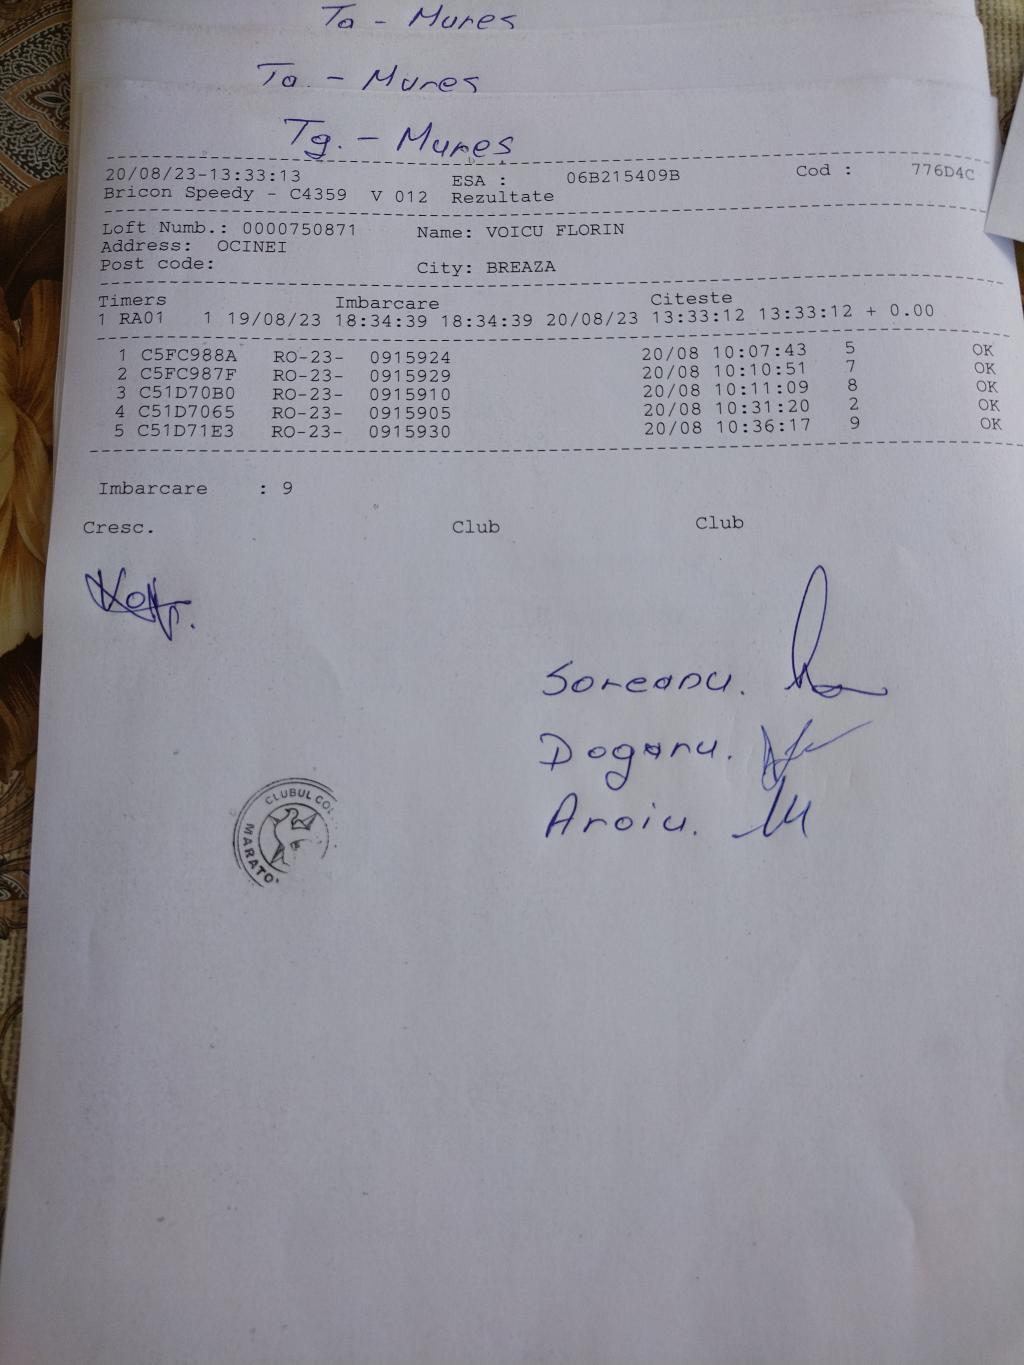 Ta - Mures
Ta. - Mures
Tg. - Mures
20/08/23-13:33:13 ESA : 06B215409B Cod : 776D4C
Bricon Speedy - C4359 V 012 Rezultate
Loft Numb.: 0000750871 Name: VOICU FLORIN
Address: OCINEI
Post code: City: BREAZA
Timers Imbarcare Citeste
1 RA01 1 19/08/23 18:34:39 18:34:39 20/08/23 13:33:12 13:33:12 + 0.00
1 C5FC988A RO-23- 0915924 20/08 10:07:43 5 OK
2 C5FC987F RO-23- 0915929 20/08 10:10:51 7 OK
3 C51D70B0 RO-23- 0915910 20/08 10:11:09 8 OK
4 C51D7065 RO-23- 0915905 20/08 10:31:20 2 OK
5 C51D71E3 RO-23- 0915930 20/08 10:36:17 9 OK
Imbarcare : 9
Cresc. Club Club
Soreanu.
Doganu.
Aroiu.
CLUBUL CO
MARATO